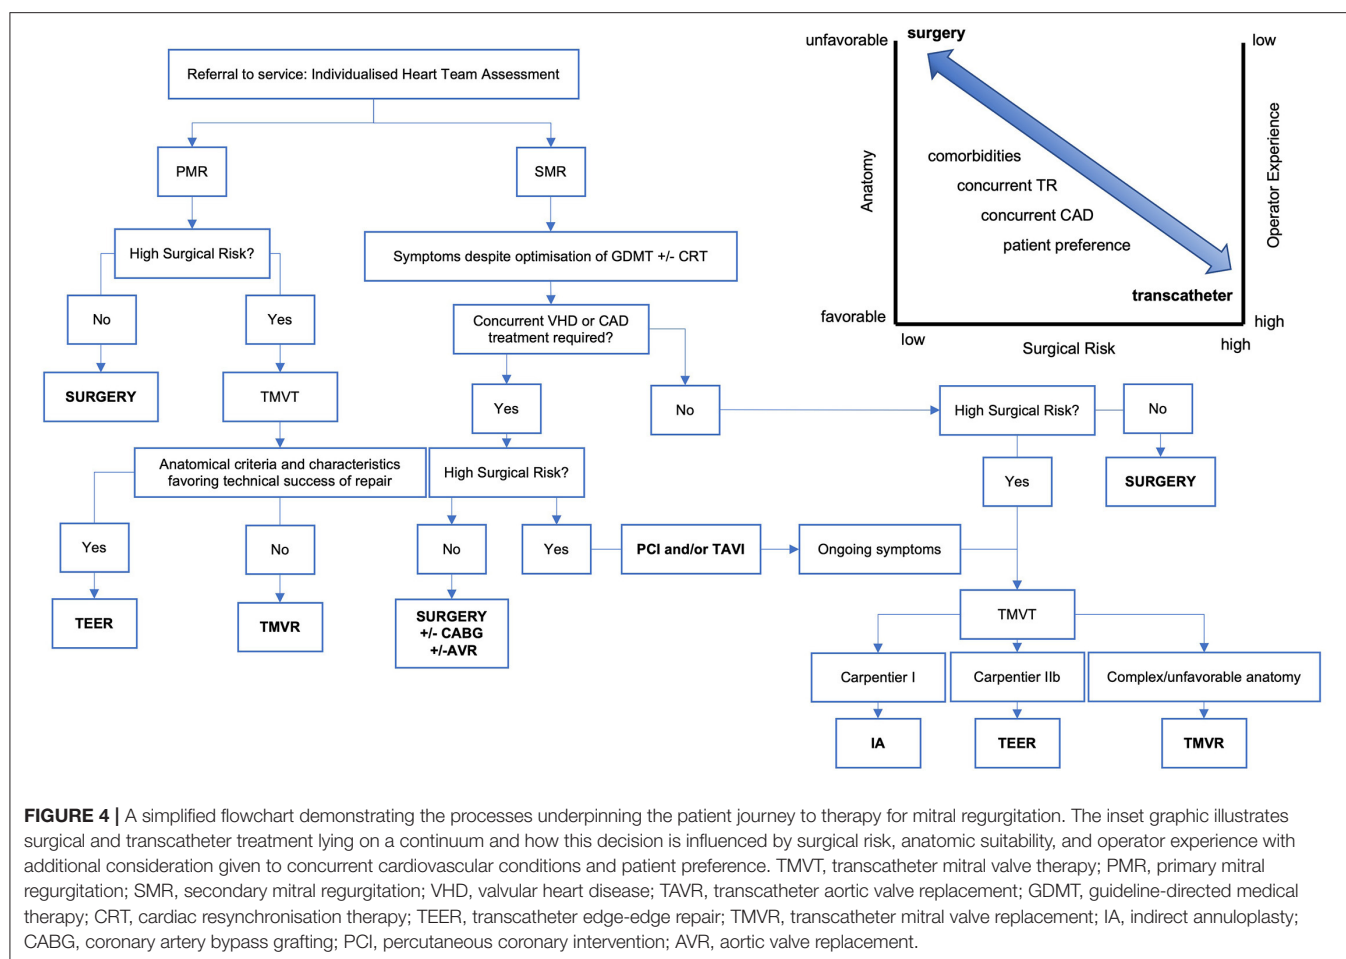 Referral to service: Individualised Heart Team Assessment
PMR
SMR
High Surgical Risk?
Symptoms despite optimisation of GDMT +/- CRT
No
Yes
Concurrent VHD or CAD
treatment required?
SURGERY
TMVT
Yes
No
High Surgical Risk?
No
Anatomical criteria and characteristics
favoring technical success of repair
High Surgical Risk?
Yes
SURGERY
Yes
No
No
Yes
PCI and/or TAVI
Ongoing symptoms
TEER
TMVR
SURGERY
+/- CABG
+/-AVR
TMVT
Carpentier I
Carpentier IIb
Complex/unfavorable anatomy
IA
TEER
TMVR
unfavorable
surgery
low
Anatomy
comorbidities
concurrent TR
concurrent CAD
patient preference
Operator Experience
transcatheter
favorable
high
low
Surgical Risk
high
FIGURE 4 | A simplified flowchart demonstrating the processes underpinning the patient journey to therapy for mitral regurgitation. The inset graphic illustrates
surgical and transcatheter treatment lying on a continuum and how this decision is influenced by surgical risk, anatomic suitability, and operator experience with
additional consideration given to concurrent cardiovascular conditions and patient preference. TMVT, transcatheter mitral valve therapy; PMR, primary mitral
regurgitation; SMR, secondary mitral regurgitation; VHD, valvular heart disease; TAVR, transcatheter aortic valve replacement; GDMT, guideline-directed medical
therapy; CRT, cardiac resynchronisation therapy; TEER, transcatheter edge-edge repair; TMVR, transcatheter mitral valve replacement; IA, indirect annuloplasty;
CABG, coronary artery bypass grafting; PCI, percutaneous coronary intervention; AVR, aortic valve replacement.